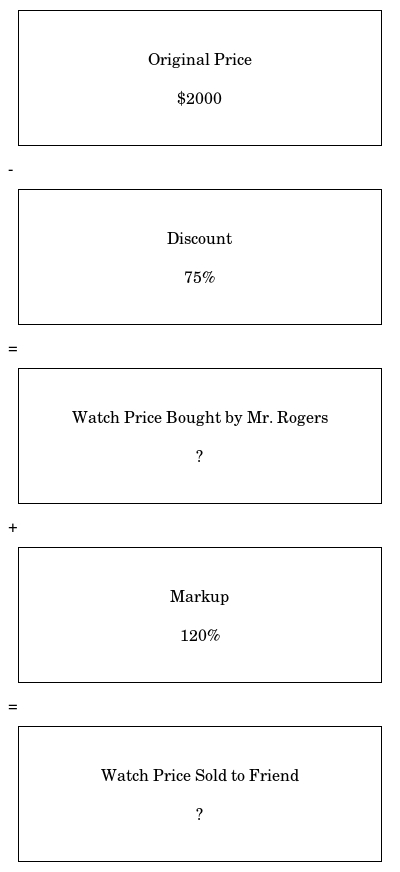 Original Price
$2000
-
Discount
75%
=
Watch Price Bought by Mr. Rogers
?
+
Markup
120%
=
Watch Price Sold to Friend
?